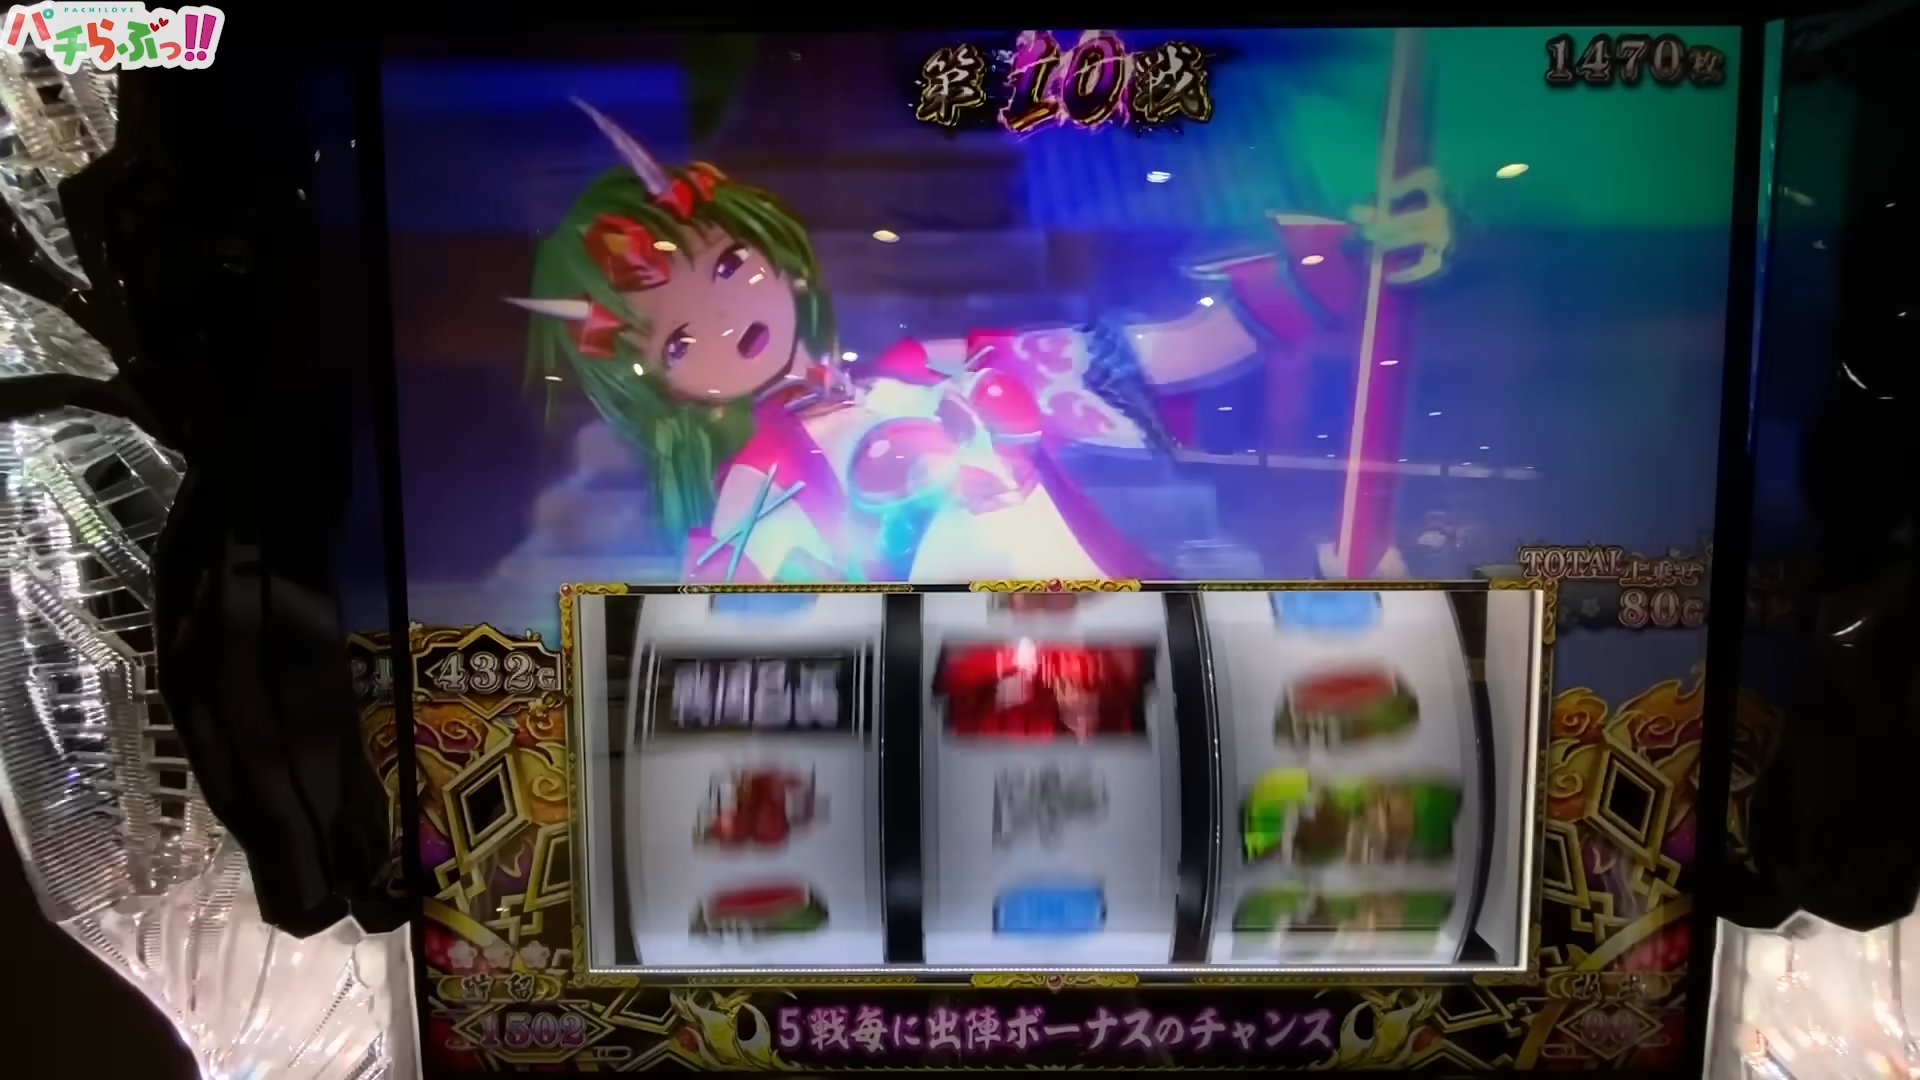 PACHILOVE
パチらぶっ!!
第10戦
1470枚
TOTAL上乗せ
80G
432G
1502
5戦毎に出陣ボーナスのチャンス